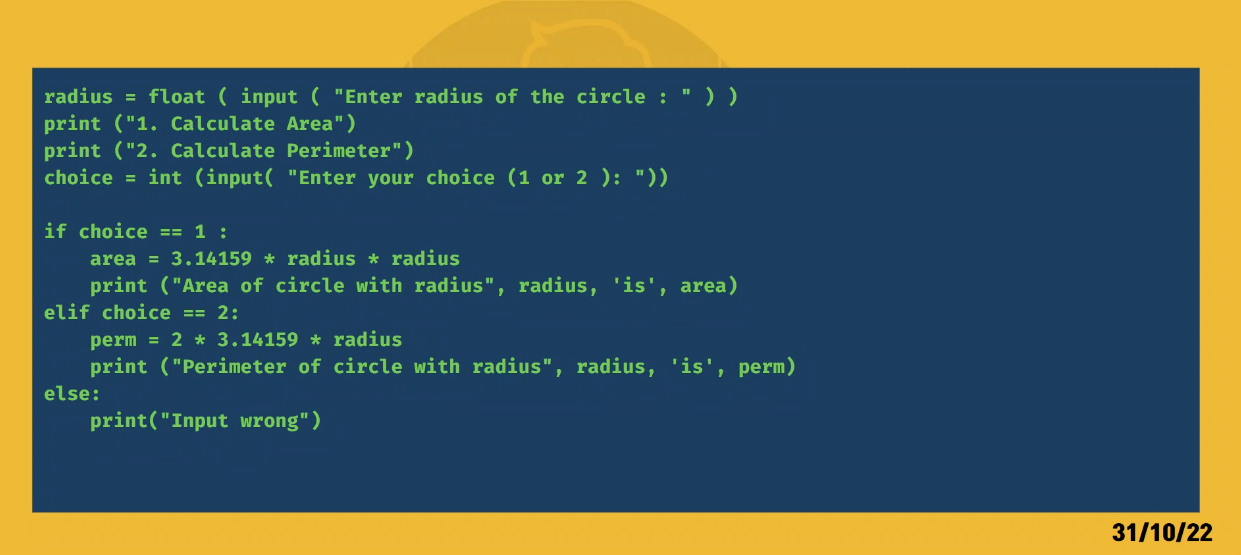 radius = float ( input ( "Enter radius of the circle : " ) )
print ("1. Calculate Area")
print ("2. Calculate Perimeter")
choice = int (input( "Enter your choice (1 or 2 ): "))
if choice == 1 :
    area = 3.14159 * radius * radius
    print ("Area of circle with radius", radius, 'is', area)
elif choice == 2:
    perm = 2 * 3.14159 * radius
    print ("Perimeter of circle with radius", radius, 'is', perm)
else:
    print("Input wrong")
31/10/22